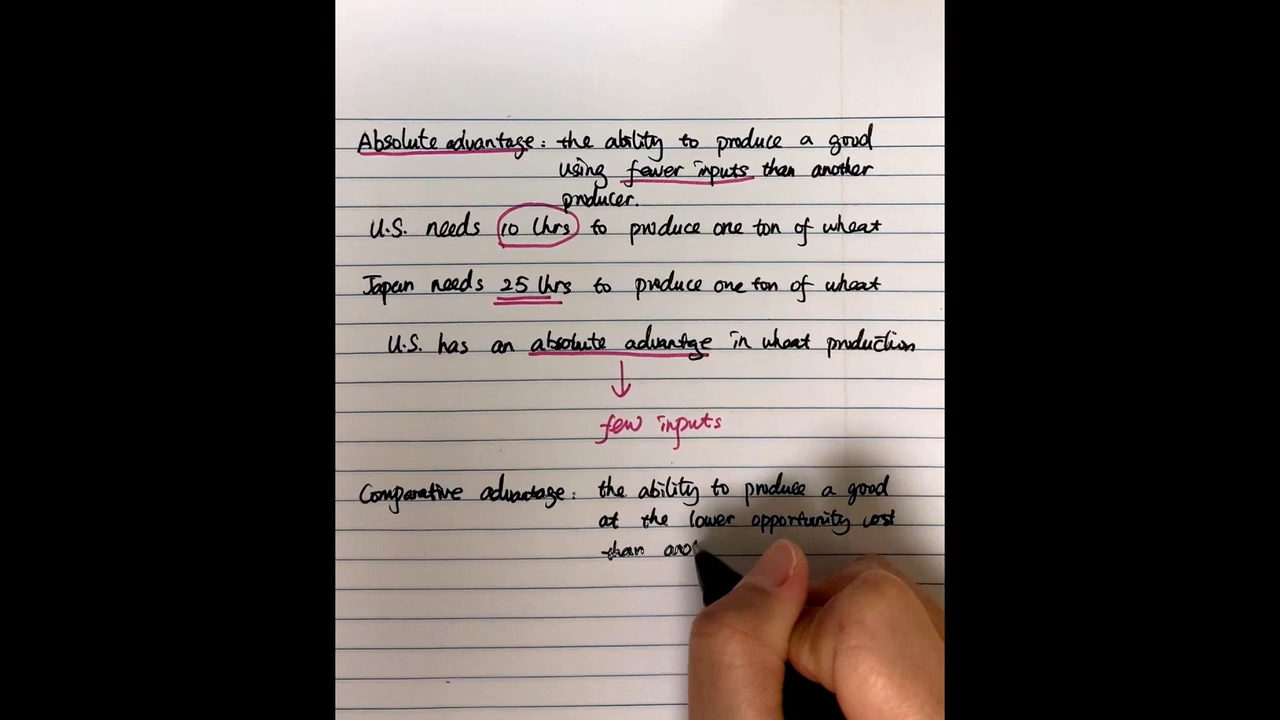 Absolute advantage: the ability to produce a good
using fewer inputs than another
producer.
U.S. needs 10 hrs to produce one ton of wheat
Japan needs 25 hrs to produce one ton of wheat
U.S. has an absolute advantage in wheat production
few inputs
Comparative advantage: the ability to produce a good
at the lower opportunity cost
than